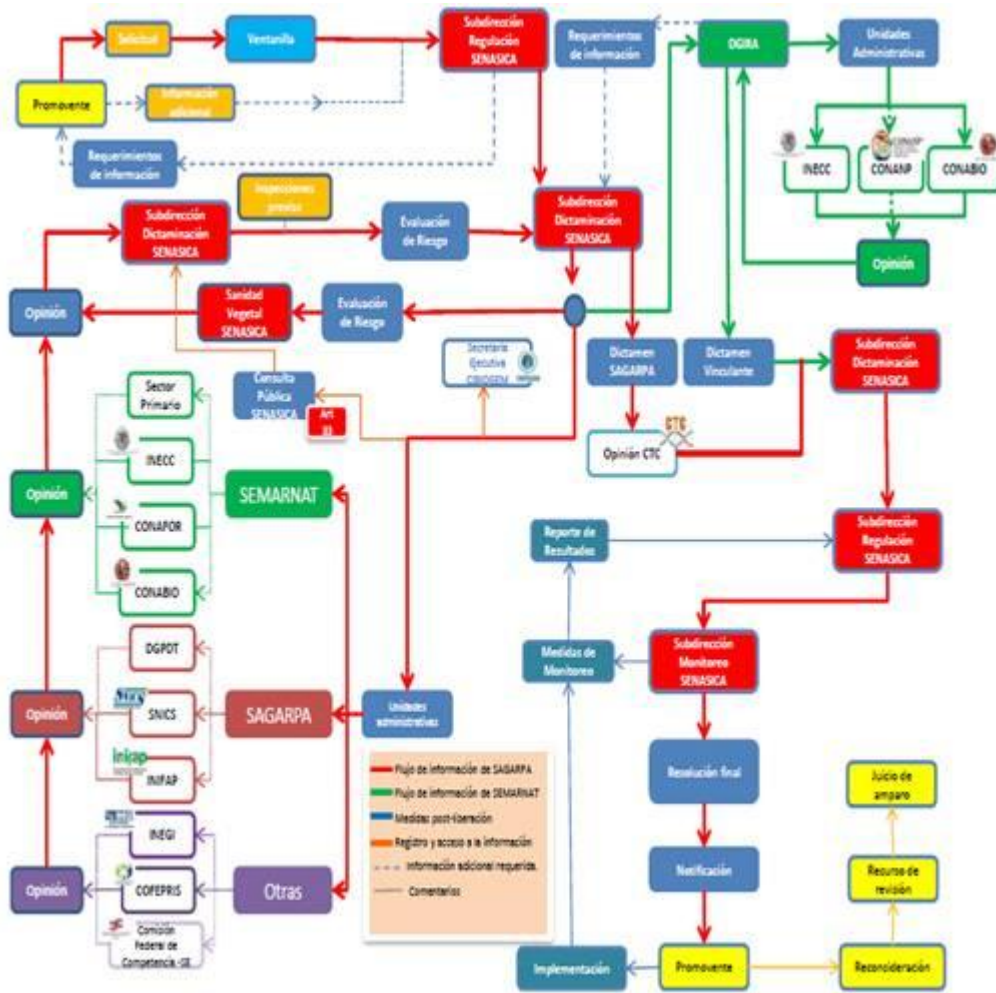 Solicitud
Ventanilla
Subdirección
Regulación
SENASICA
Requerimientos
de información
DGIRA
Unidades
Administrativas
Promovente
Información
adicional
Requerimientos
de información
INECC
CONANP
CONABIO
Inspecciones
previas
Subdirección
Dictaminación
SENASICA
Evaluación
de Riesgo
Subdirección
Dictaminación
SENASICA
Opinión
Opinión
Sanidad
Vegetal
SENASICA
Evaluación
de Riesgo
Secretaría
Ejecutiva
CIBIOGEM
Dictamen
SAGARPA
Dictamen
Vinculante
Subdirección
Dictaminación
SENASICA
Consulta
Pública
SENASICA
Art
33
CTC
Opinión CTC
Sector
Primario
INECC
Opinión
SEMARNAT
CONAFOR
CONABIO
Reporte de
Resultados
Subdirección
Regulación
SENASICA
DGPDT
Medidas de
Monitoreo
Subdirección
Monitoreo
SENASICA
Opinión
SNICS
SAGARPA
Unidades
administrativas
inifap
INIFAP
Flujo de información de SAGARPA
Flujo de información de SEMARNAT
Medidas post-liberación
Registro y acceso a la información
Información adicional requerida.
Comentarios
Resolución final
Juicio de
amparo
INEGI
Opinión
COFEPRIS
Otras
Notificación
Recurso de
revisión
Comisión
Federal de
Competencia -SE
Implementación
Promovente
Reconsideración